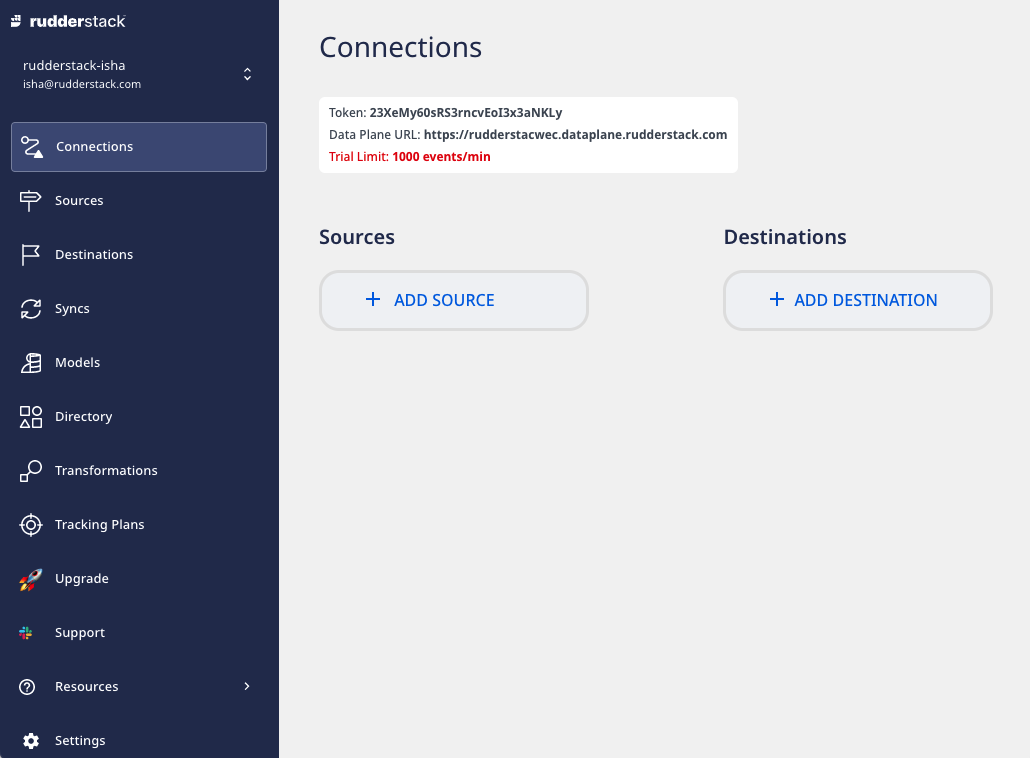 rudderstack
rudderstack-isha
isha@rudderstack.com
Connections
Sources
Destinations
Syncs
Models
Directory
Transformations
Tracking Plans
Upgrade
Support
Resources
Settings
Connections
Token: 23XeMy60sRS3rncvEoI3x3aNKLy
Data Plane URL: https://rudderstacwec.dataplane.rudderstack.com
Trial Limit: 1000 events/min
Sources
+ ADD SOURCE
Destinations
+ ADD DESTINATION